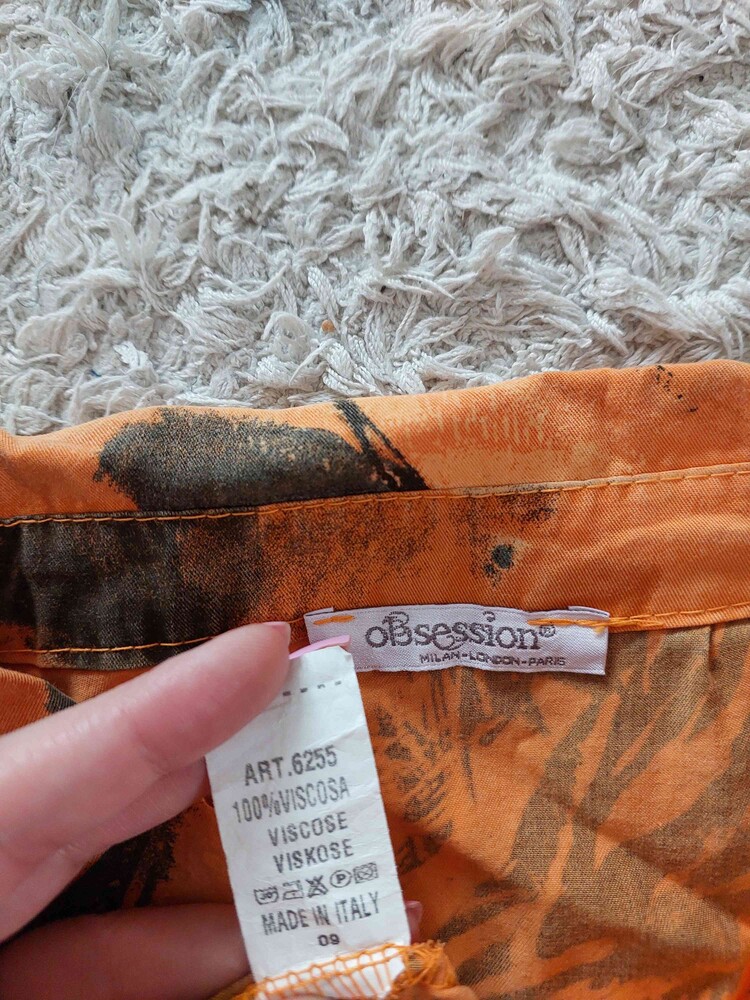 oBsession®
MILAN-LONDON-PARIS
ART.6255
100%VISCOSA
VISCOSE
VISKOSE
P
MADE IN ITALY
09